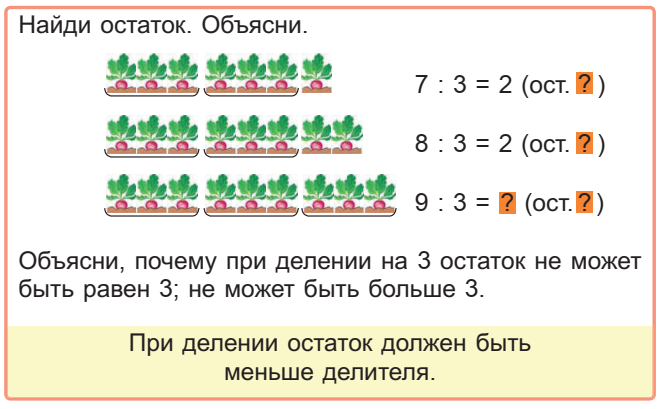 Найди остаток. Объясни.
7 : 3 = 2 (ост. ?)
8 : 3 = 2 (ост. ?)
9 : 3 = ? (ост. ?)
Объясни, почему при делении на 3 остаток не может
быть равен 3; не может быть больше 3.
При делении остаток должен быть
меньше делителя.